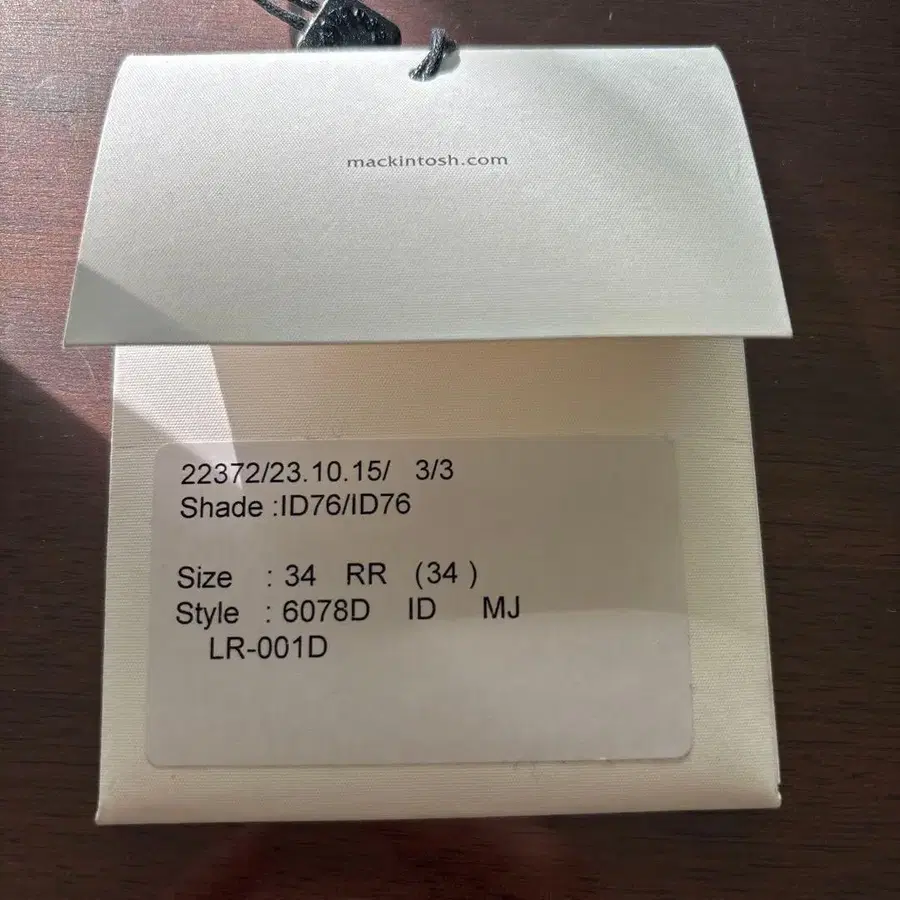 mackintosh.com
22372/23.10.15/ 3/3
Shade :ID76/ID76
Size : 34 RR (34 )
Style : 6078D ID MJ
LR-001D